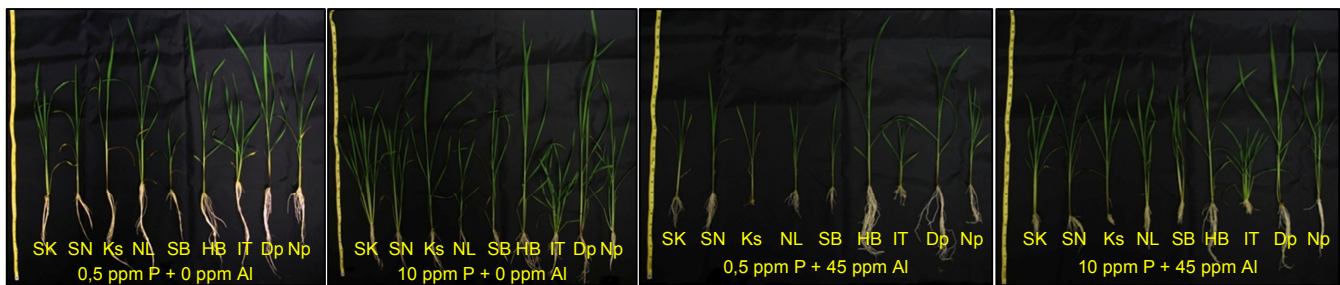 SK SN Ks NL SB HB IT Dp Np
0,5 ppm P + 0 ppm Al
SK SN Ks NL SB HB IT Dp Np
10 ppm P + 0 ppm Al
SK SN Ks NL SB HB IT Dp Np
0,5 ppm P + 45 ppm Al
SK SN Ks NL SB HB IT Dp Np
10 ppm P + 45 ppm Al